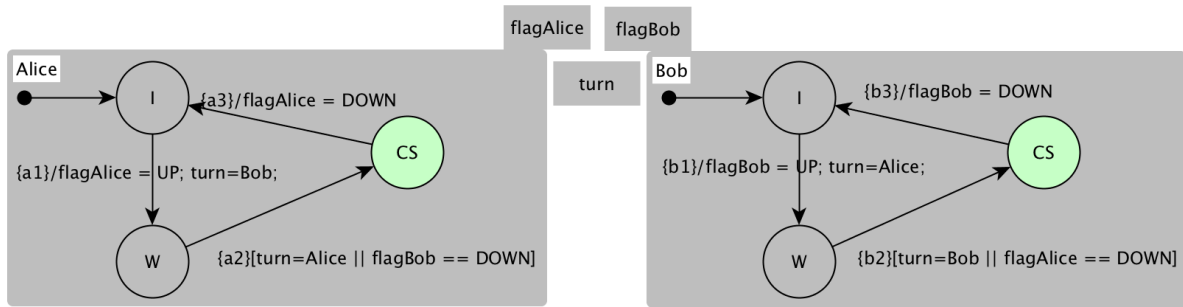 flagAlice
flagBob
turn
Alice
I
{a3}/flagAlice = DOWN
CS
{a1}/flagAlice = UP; turn=Bob;
W
{a2}[turn=Alice || flagBob == DOWN]
Bob
I
{b3}/flagBob = DOWN
CS
{b1}/flagBob = UP; turn=Alice;
W
{b2}[turn=Bob || flagAlice == DOWN]